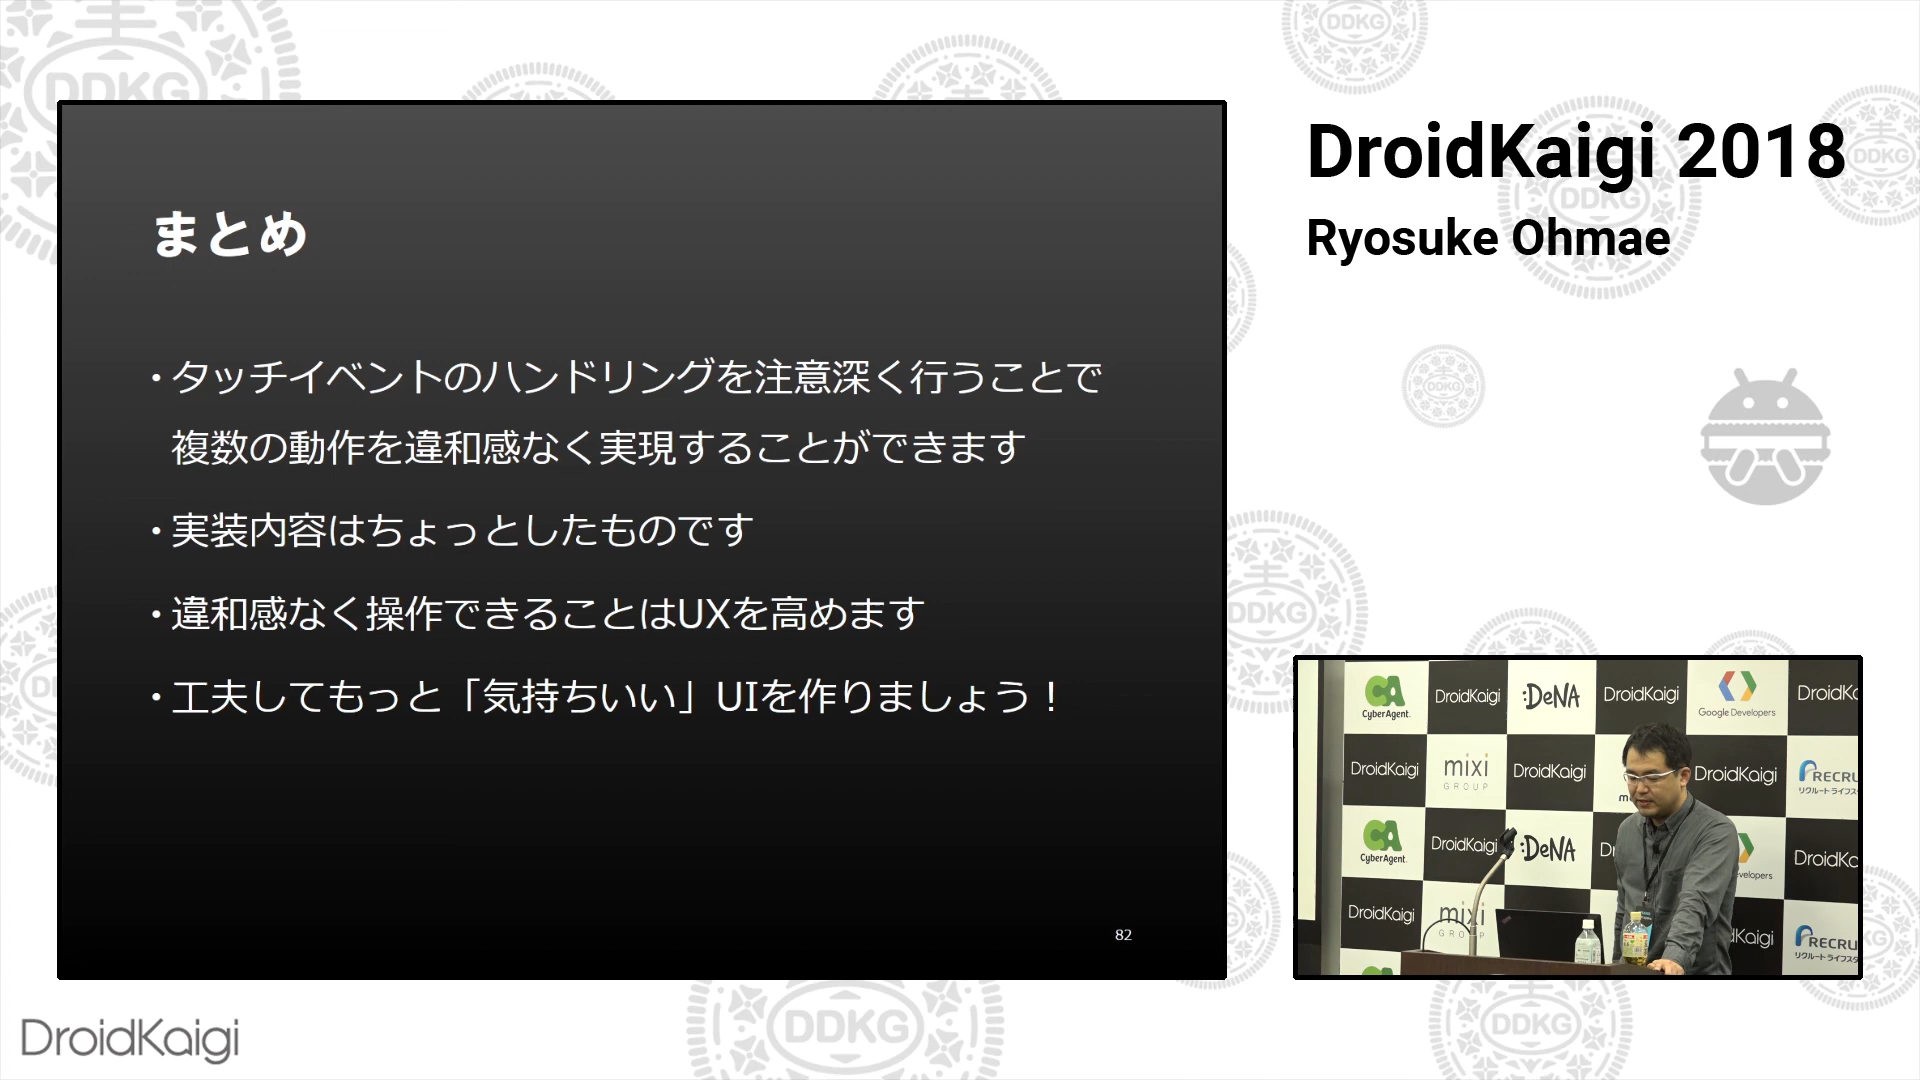 DroidKaigi 2018
Ryosuke Ohmae
まとめ
・タッチイベントのハンドリングを注意深く行うことで
複数の動作を違和感なく実現することができます
・実装内容はちょっとしたものです
・違和感なく操作できることはUXを高めます
・工夫してもっと「気持ちいい」UIを作りましょう！
82
DDKG
CyberAgent.
DroidKaigi
:DeNA
DroidKaigi
Google Developers
DroidKaigi
mixi
GROUP
DroidKaigi
DroidKaigi
CyberAgent.
DroidKaigi
:DeNA
DroidKaigi
mixi
DroidKaigi